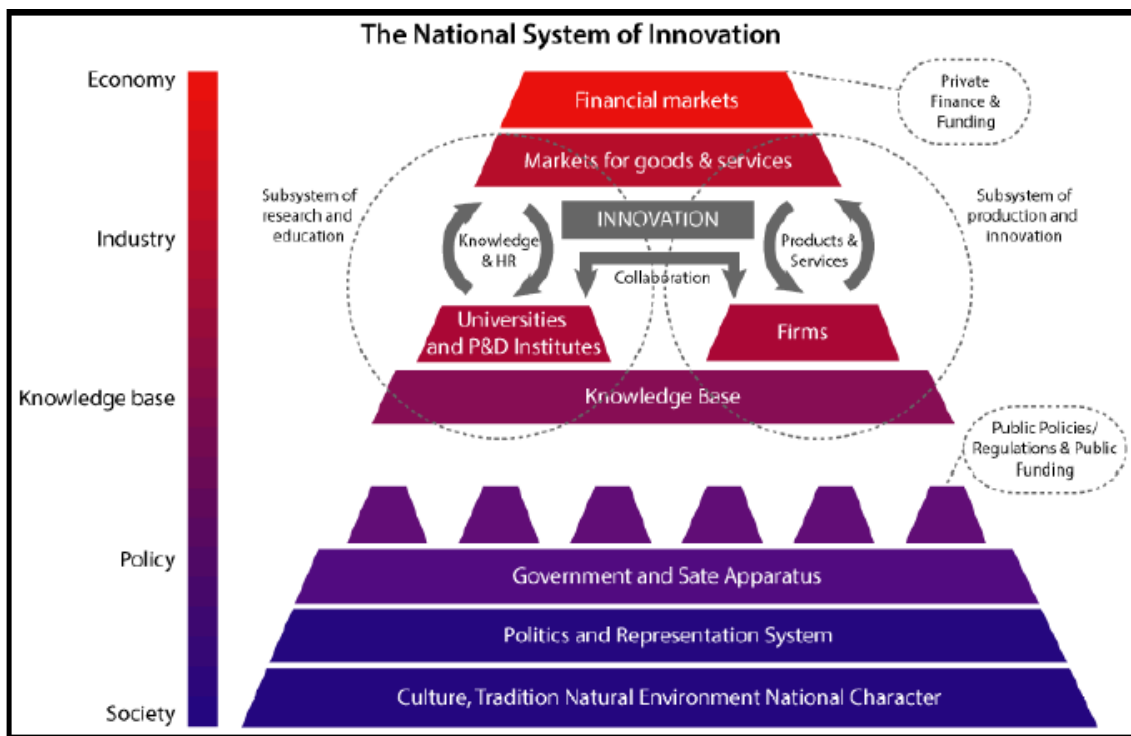 The National System of Innovation
Economy
Financial markets
Private
Finance &
Funding
Markets for goods & services
Subsystem of
research and
education
Subsystem of
production and
innovation
Industry
INNOVATION
Knowledge
& HR
Products &
Services
Collaboration
Universities
and P&D Institutes
Firms
Knowledge base
Knowledge Base
Public Policies/
Regulations & Public
Funding
Policy
Government and Sate Apparatus
Politics and Representation System
Culture, Tradition Natural Environment National Character
Society